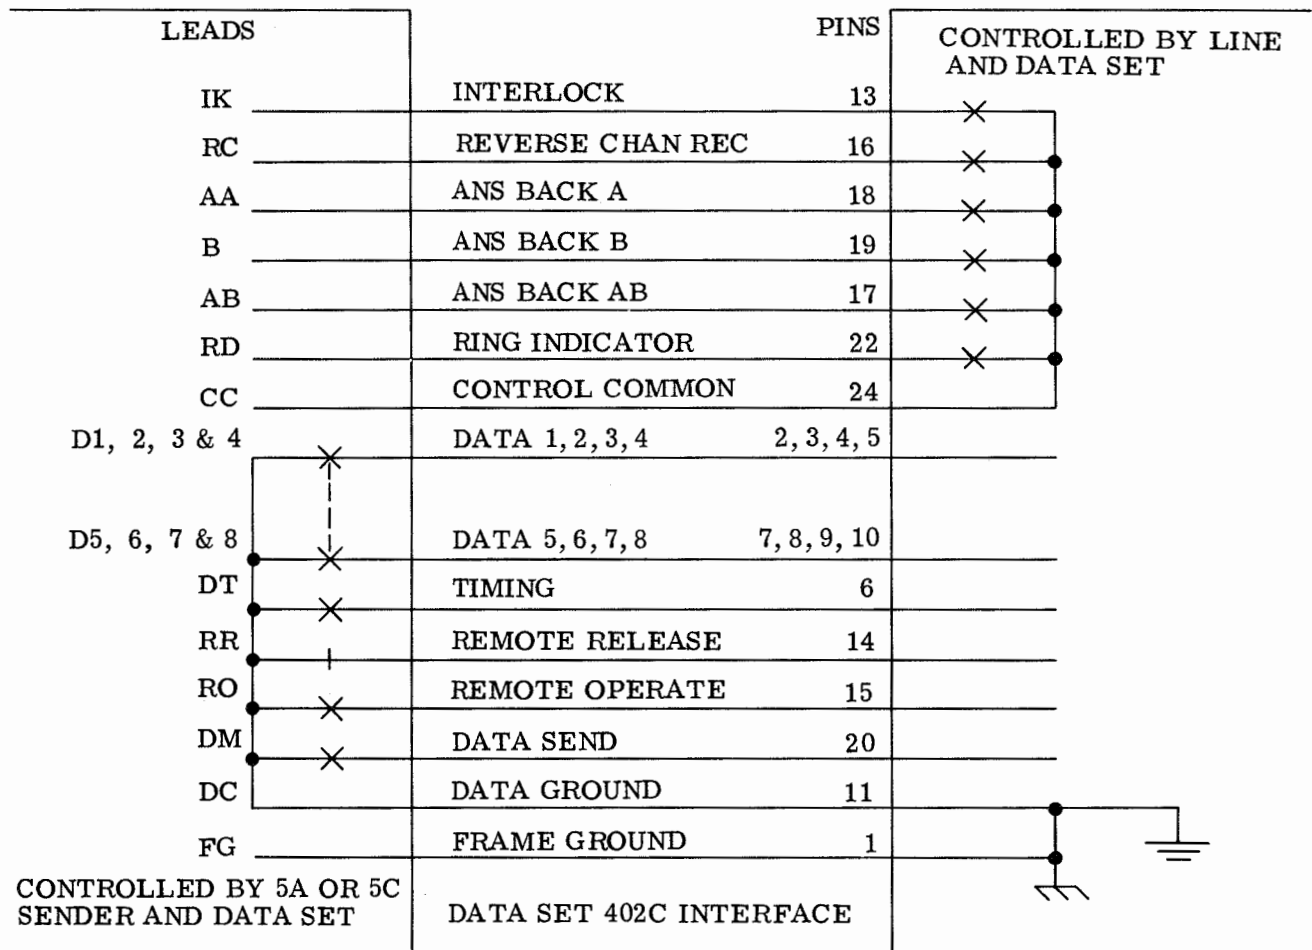 LEADS PINS CONTROLLED BY LINE
AND DATA SET
IK INTERLOCK 13
RC REVERSE CHAN REC 16
AA ANS BACK A 18
B ANS BACK B 19
AB ANS BACK AB 17
RD RING INDICATOR 22
CC CONTROL COMMON 24
D1, 2, 3 & 4 DATA 1, 2, 3, 4 2, 3, 4, 5
D5, 6, 7 & 8 DATA 5, 6, 7, 8 7, 8, 9, 10
DT TIMING 6
RR REMOTE RELEASE 14
RO REMOTE OPERATE 15
DM DATA SEND 20
DC DATA GROUND 11
FG FRAME GROUND 1
CONTROLLED BY 5A OR 5C
SENDER AND DATA SET
DATA SET 402C INTERFACE